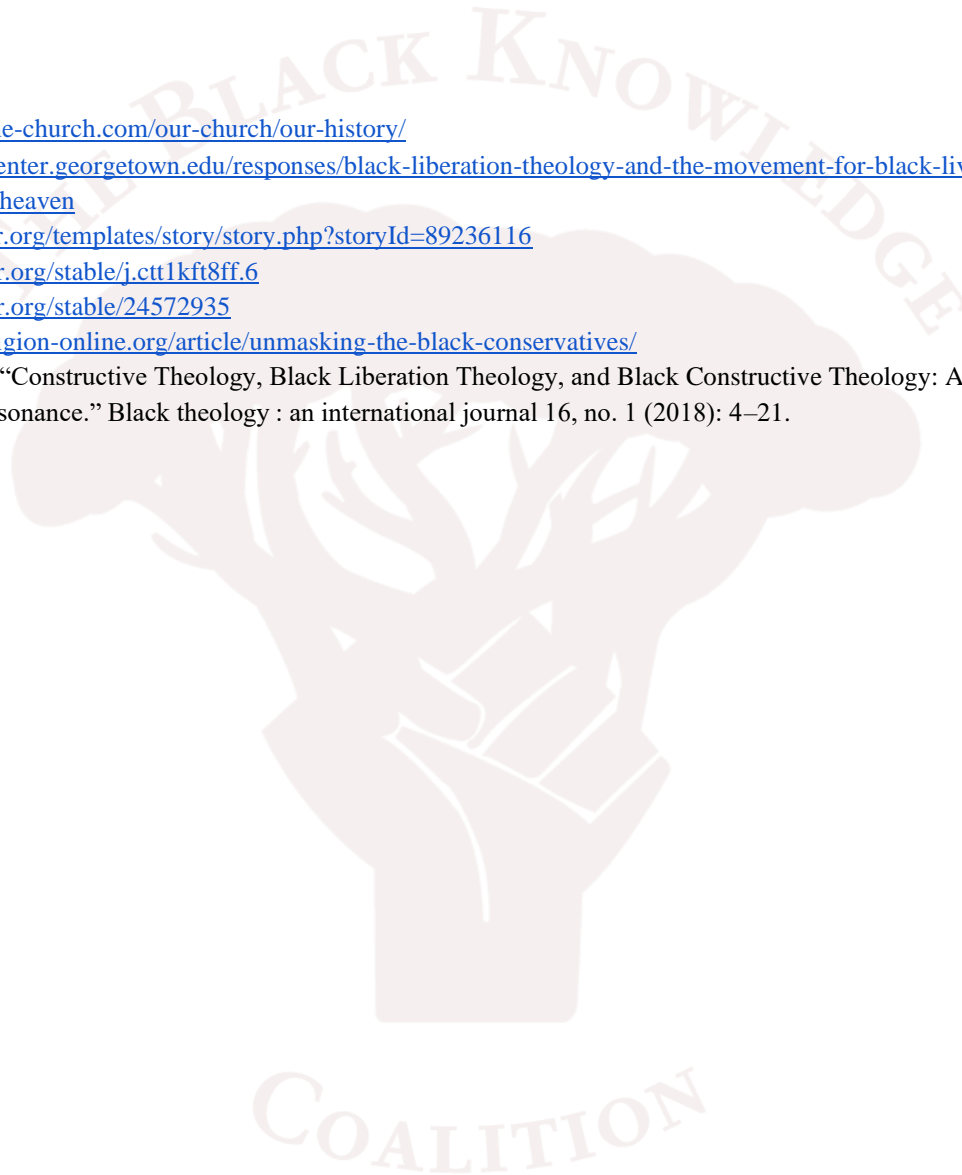 THE BLACK KNOWLEDGE
e-church.com/our-church/our-history/
enter.georgetown.edu/responses/black-liberation-theology-and-the-movement-for-black-liv
heaven
r.org/templates/story/story.php?storyId=89236116
r.org/stable/j.ctt1kft8ff.6
r.org/stable/24572935
gion-online.org/article/unmasking-the-black-conservatives/
“Constructive Theology, Black Liberation Theology, and Black Constructive Theology: A
sonance.” Black theology : an international journal 16, no. 1 (2018): 4–21.
COALITION